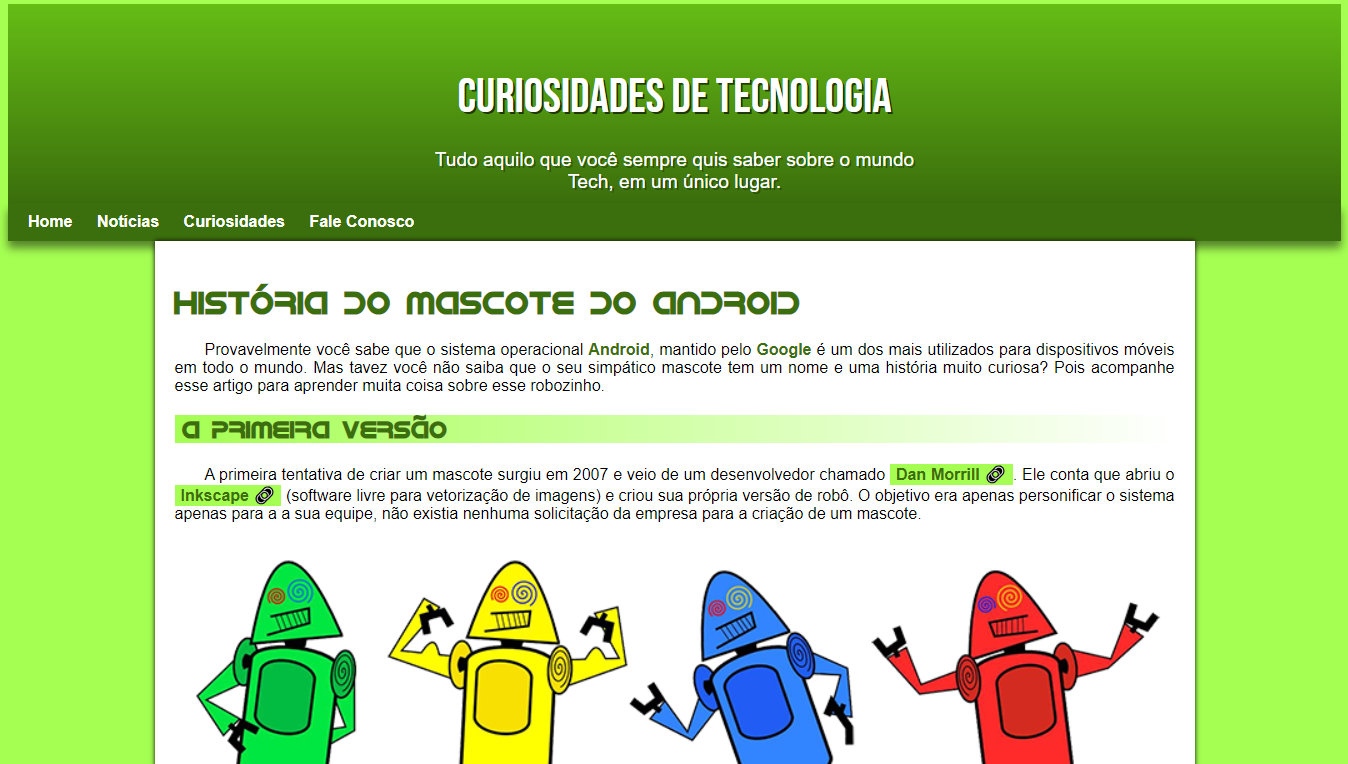 CURIOSIDADES DE TECNOLOGIA
Tudo aquilo que você sempre quis saber sobre o mundo
Tech, em um único lugar.
Home Notícias Curiosidades Fale Conosco
HISTÓRIA DO MASCOTE DO ANDROID
Provavelmente você sabe que o sistema operacional Android, mantido pelo Google é um dos mais utilizados para dispositivos móveis
em todo o mundo. Mas tavez você não saiba que o seu simpático mascote tem um nome e uma história muito curiosa? Pois acompanhe
esse artigo para aprender muita coisa sobre esse robozinho.
A PRIMEIRA VERSÃO
A primeira tentativa de criar um mascote surgiu em 2007 e veio de um desenvolvedor chamado Dan Morrill. Ele conta que abriu o
Inkscape (software livre para vetorização de imagens) e criou sua própria versão de robô. O objetivo era apenas personificar o sistema
apenas para a a sua equipe, não existia nenhuma solicitação da empresa para a criação de um mascote.